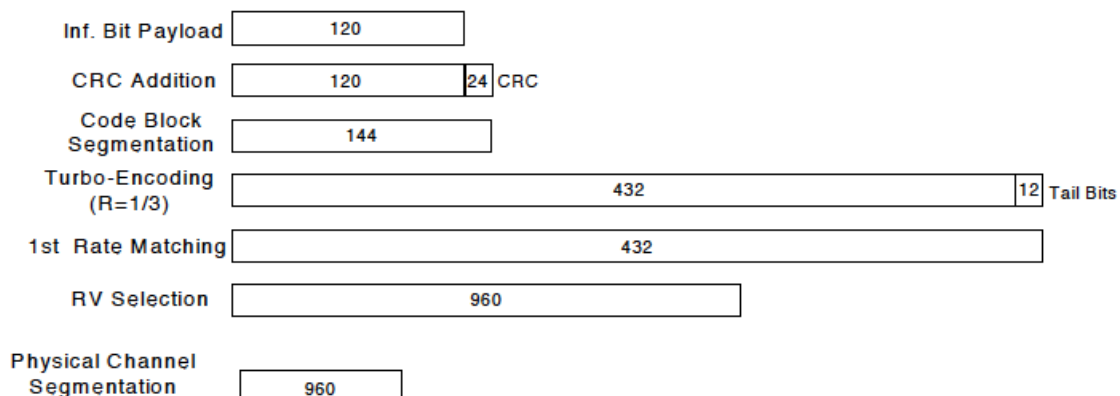 Inf. Bit Payload 120
CRC Addition 120 24 CRC
Code Block
Segmentation 144
Turbo-Encoding
(R=1/3) 432 12 Tail Bits
1st Rate Matching 432
RV Selection 960
Physical Channel
Segmentation 960